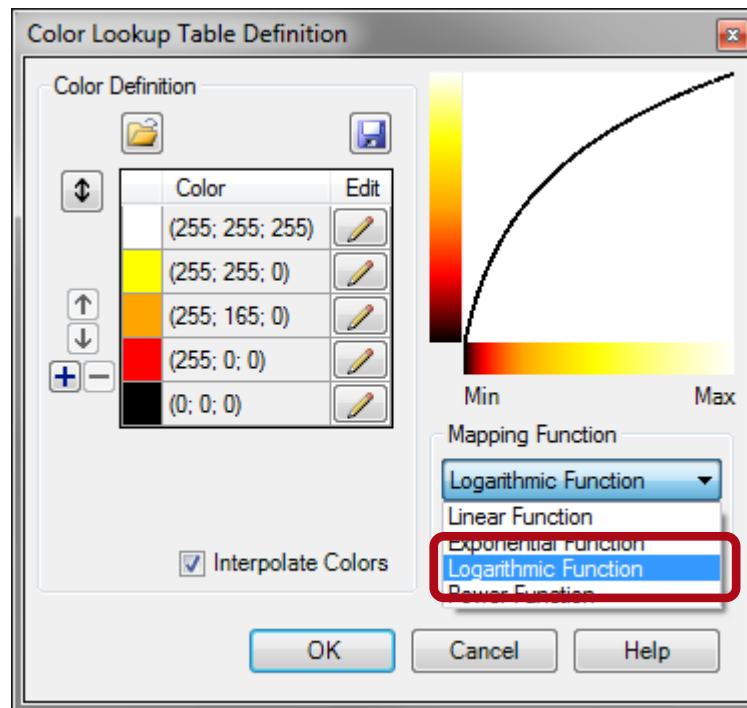 Color Lookup Table Definition
Color Definition
Color Edit
(255; 255; 255)
(255; 255; 0)
(255; 165; 0)
(255; 0; 0)
(0; 0; 0)
Interpolate Colors
Min Max
Mapping Function
Logarithmic Function
Linear Function
Exponential Function
Logarithmic Function
Power Function
OK Cancel Help